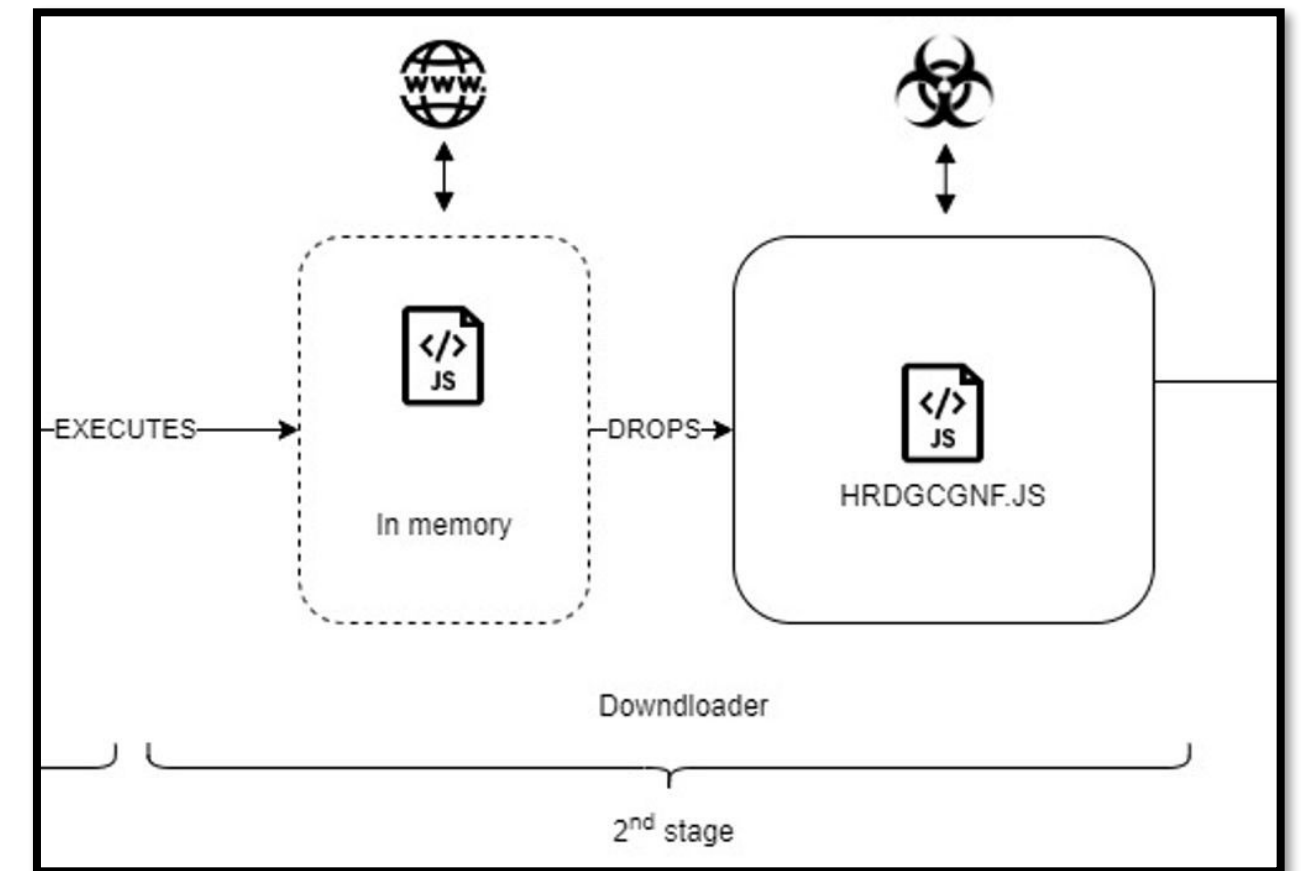 www.
</>
JS
</>
JS
EXECUTES
DROPS
HRDGCGNF.JS
In memory
Downdloader
2nd stage